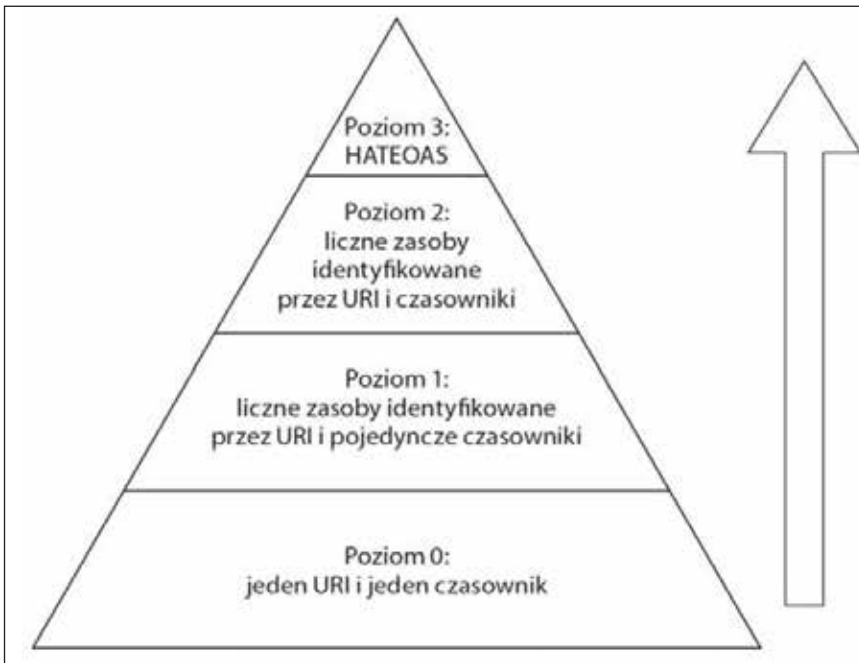 Poziom 3:
HATEOAS
Poziom 2:
liczne zasoby
identyfikowane
przez URI i czasowniki
Poziom 1:
liczne zasoby identyfikowane
przez URI i pojedyncze czasowniki
Poziom 0:
jeden URI i jeden czasownik